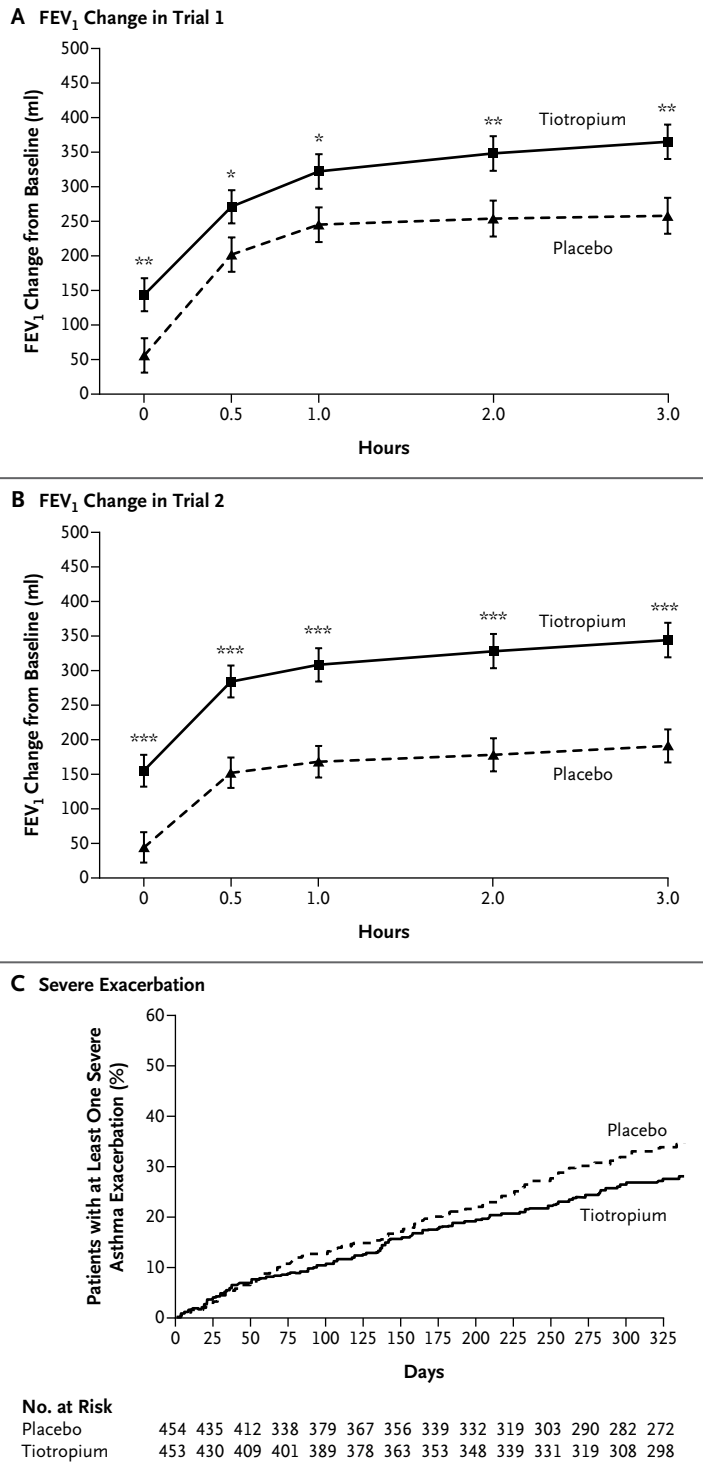 A FEV1 Change in Trial 1
FEV1 Change from Baseline (ml)
500
450
400
350
300
250
200
150
100
50
0
**
*
*
**
**
Tiotropium
Placebo
0 0.5 1.0 2.0 3.0
Hours
B FEV1 Change in Trial 2
FEV1 Change from Baseline (ml)
500
450
400
350
300
250
200
150
100
50
0
***
***
***
***
***
Tiotropium
Placebo
0 0.5 1.0 2.0 3.0
Hours
C Severe Exacerbation
Patients with at Least One Severe
Asthma Exacerbation (%)
60
50
40
30
20
10
0
Placebo
Tiotropium
0 25 50 75 100 125 150 175 200 225 250 275 300 325
Days
No. at Risk
Placebo 454 435 412 338 379 367 356 339 332 319 303 290 282 272
Tiotropium 453 430 409 401 389 378 363 353 348 339 331 319 308 298